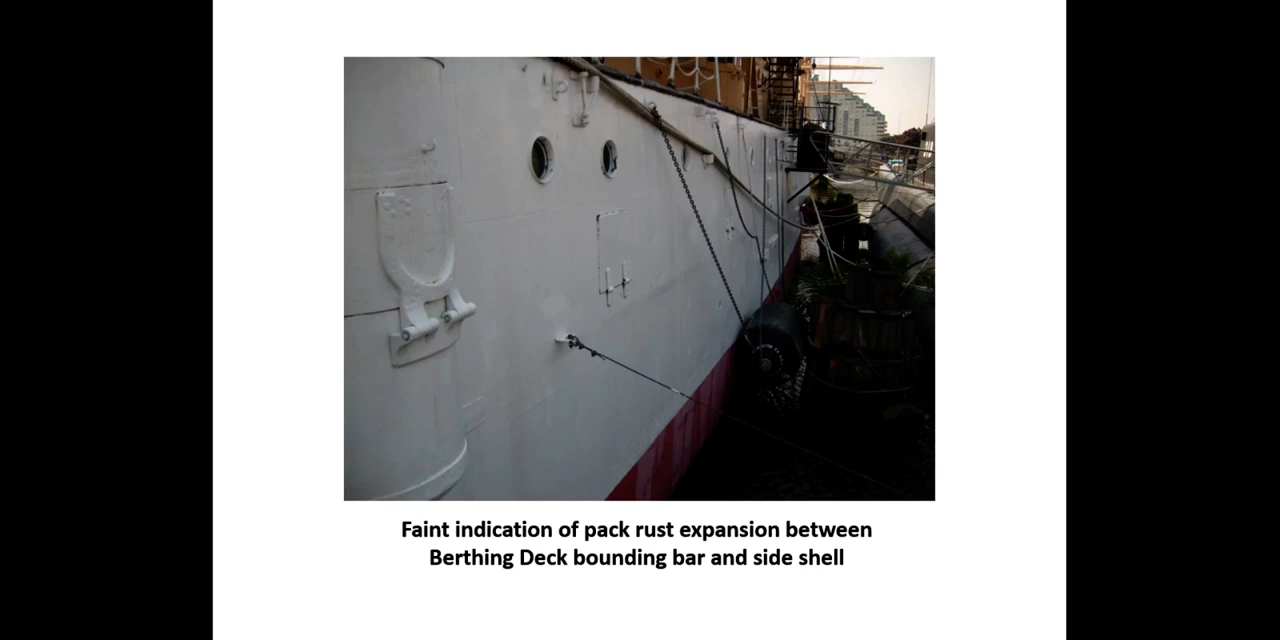 Faint indication of pack rust expansion between
Berthing Deck bounding bar and side shell